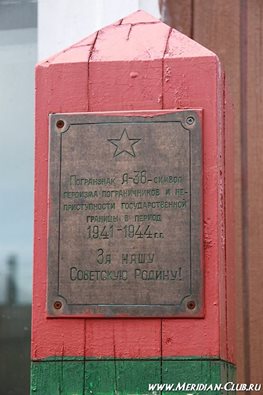 Погранзнак Я-36 - символ
героизма пограничников и не-
приступности государственной
границы в период
1941-1944 г.г.
За нашу
Советскую Родину!
www.Meridian-Club.ru